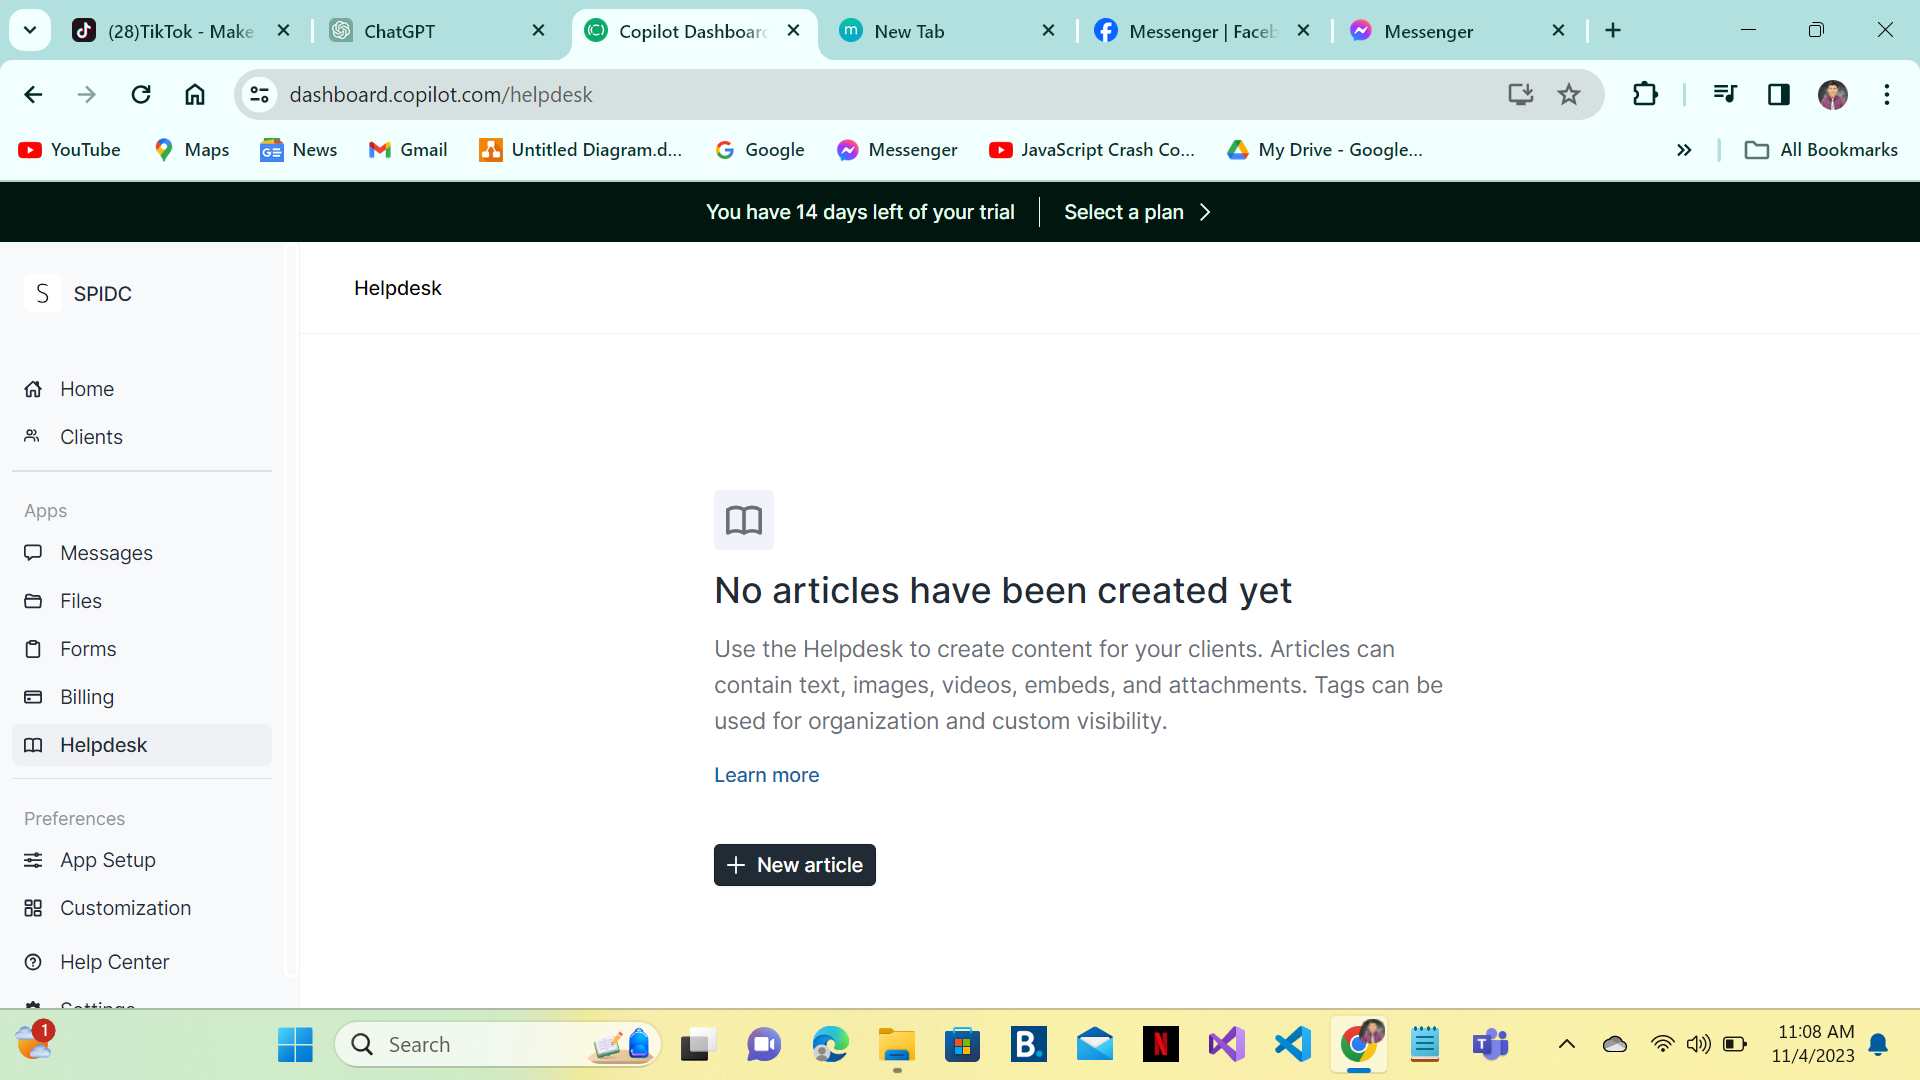 (28)TikTok - Make
ChatGPT
Copilot Dashboard
New Tab
Messenger | Faceb
Messenger
dashboard.copilot.com/helpdesk
YouTube
Maps
News
Gmail
Untitled Diagram.d...
Google
Messenger
JavaScript Crash Co...
My Drive - Google...
All Bookmarks
You have 14 days left of your trial
Select a plan
S SPIDC
Helpdesk
Home
Clients
Apps
Messages
Files
Forms
Billing
Helpdesk
Preferences
App Setup
Customization
Help Center
Settings
No articles have been created yet
Use the Helpdesk to create content for your clients. Articles can
contain text, images, videos, embeds, and attachments. Tags can be
used for organization and custom visibility.
Learn more
New article
1
Search
11:08 AM
11/4/2023